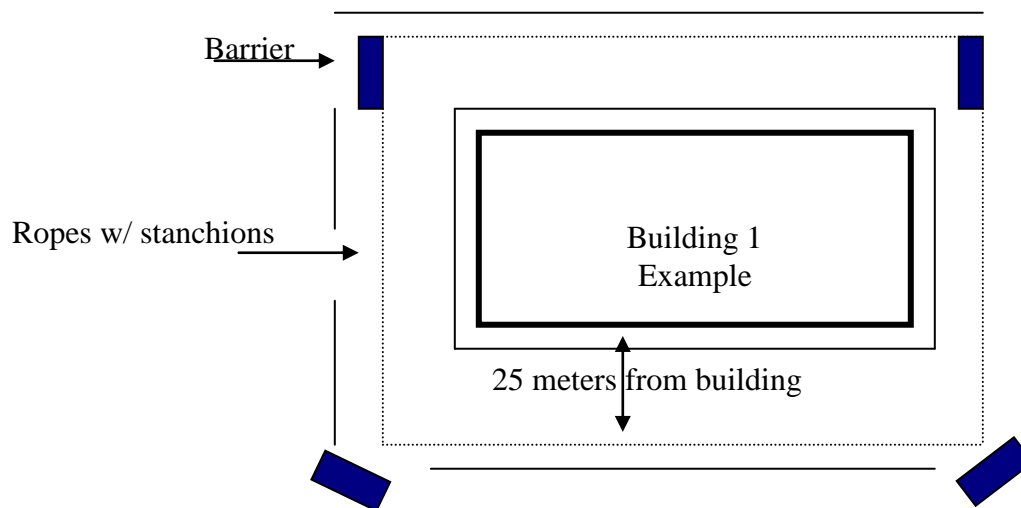 Barrier
Ropes w/ stanchions
Building 1
Example
25 meters from building